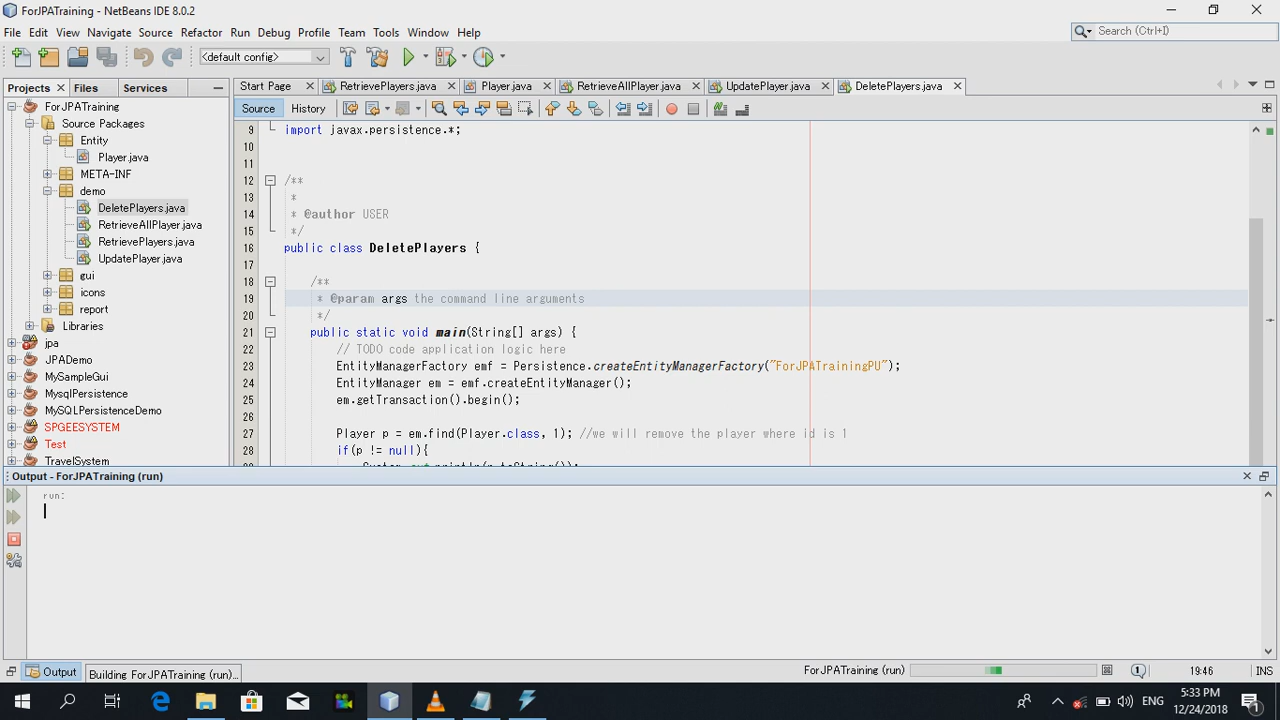 ForJPATraining - NetBeans IDE 8.0.2
File Edit View Navigate Source Refactor Run Debug Profile Team Tools Window Help
Search (Ctrl+I)
<default config>
Projects Files Services
Start Page RetrievePlayers.java Player.java RetrieveAllPlayer.java UpdatePlayer.java DeletePlayers.java
Source History
ForJPATraining
Source Packages
Entity
Player.java
META-INF
demo
DeletePlayers.java
RetrieveAllPlayer.java
RetrievePlayers.java
UpdatePlayer.java
gui
icons
report
Libraries
jpa
JPADemo
MySampleGui
MysqlPersistence
MySQLPersistenceDemo
SPGEESYSTEM
Test
TravelSystem
9 import javax.persistence.*;
10
11
12 /**
13 *
14 * @author USER
15 */
16 public class DeletePlayers {
17
18 /**
19 * @param args the command line arguments
20 */
21 public static void main(String[] args) {
22 // TODO code application logic here
23 EntityManagerFactory emf = Persistence.createEntityManagerFactory("ForJPATrainingPU");
24 EntityManager em = emf.createEntityManager();
25 em.getTransaction().begin();
26
27 Player p = em.find(Player.class, 1); //we will remove the player where id is 1
28 if(p != null){
Output - ForJPATraining (run)
run:
Output Building ForJPATraining (run)... ForJPATraining (run) 1 19:46 INS
ENG 5:33 PM
12/24/2018 1